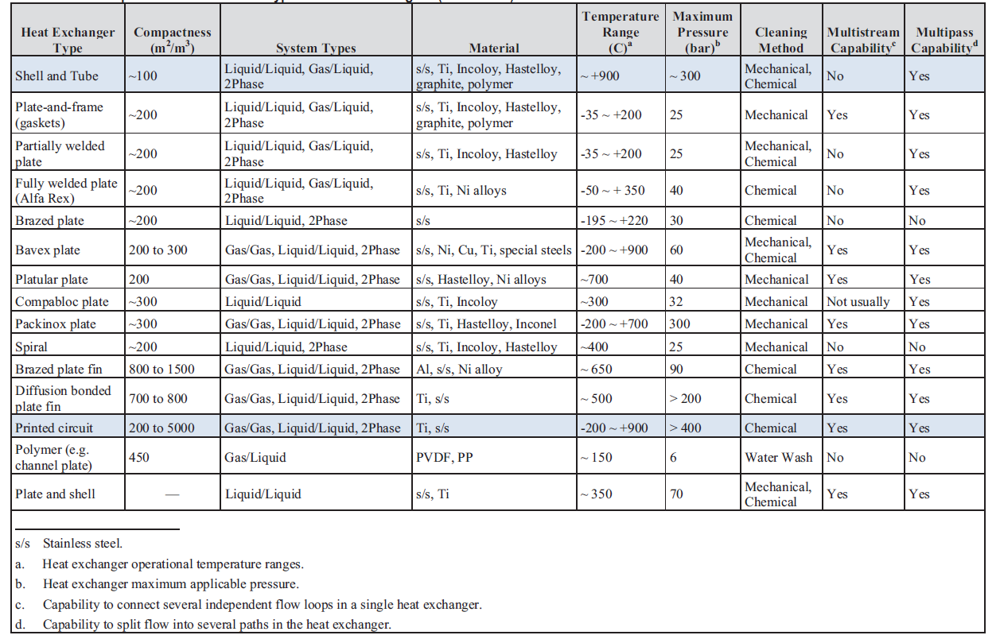 Heat Exchanger Type | Compactness (m²/m³) | System Types | Material | Temperature Range (C)ᵃ | Maximum Pressure (bar)ᵇ | Cleaning Method | Multistream Capabilityᶜ | Multipass Capabilityᵈ
Shell and Tube | ~100 | Liquid/Liquid, Gas/Liquid, 2Phase | s/s, Ti, Incoloy, Hastelloy, graphite, polymer | ~ +900 | ~ 300 | Mechanical, Chemical | No | Yes
Plate-and-frame (gaskets) | ~200 | Liquid/Liquid, Gas/Liquid, 2Phase | s/s, Ti, Incoloy, Hastelloy, graphite, polymer | -35 ~ +200 | 25 | Mechanical | Yes | Yes
Partially welded plate | ~200 | Liquid/Liquid, Gas/Liquid, 2Phase | s/s, Ti, Incoloy, Hastelloy | -35 ~ +200 | 25 | Mechanical, Chemical | No | Yes
Fully welded plate (Alfa Rex) | ~200 | Liquid/Liquid, Gas/Liquid, 2Phase | s/s, Ti, Ni alloys | -50 ~ + 350 | 40 | Chemical | No | Yes
Brazed plate | ~200 | Liquid/Liquid, 2Phase | s/s | -195 ~ +220 | 30 | Chemical | No | No
Bavex plate | 200 to 300 | Gas/Gas, Liquid/Liquid, 2Phase | s/s, Ni, Cu, Ti, special steels | -200 ~ +900 | 60 | Mechanical, Chemical | Yes | Yes
Platular plate | 200 | Gas/Gas, Liquid/Liquid, 2Phase | s/s, Hastelloy, Ni alloys | ~700 | 40 | Mechanical | Yes | Yes
Compabloc plate | ~300 | Liquid/Liquid | s/s, Ti, Incoloy | ~300 | 32 | Mechanical | Not usually | Yes
Packinox plate | ~300 | Gas/Gas, Liquid/Liquid, 2Phase | s/s, Ti, Hastelloy, Inconel | -200 ~ +700 | 300 | Mechanical | Yes | Yes
Spiral | ~200 | Liquid/Liquid, 2Phase | s/s, Ti, Incoloy, Hastelloy | ~400 | 25 | Mechanical | No | No
Brazed plate fin | 800 to 1500 | Gas/Gas, Liquid/Liquid, 2Phase | Al, s/s, Ni alloy | ~ 650 | 90 | Chemical | Yes | Yes
Diffusion bonded plate fin | 700 to 800 | Gas/Gas, Liquid/Liquid, 2Phase | Ti, s/s | ~ 500 | > 200 | Chemical | Yes | Yes
Printed circuit | 200 to 5000 | Gas/Gas, Liquid/Liquid, 2Phase | Ti, s/s | -200 ~ +900 | > 400 | Chemical | Yes | Yes
Polymer (e.g. channel plate) | 450 | Gas/Liquid | PVDF, PP | ~ 150 | 6 | Water Wash | No | No
Plate and shell | — | Liquid/Liquid | s/s, Ti | ~ 350 | 70 | Mechanical, Chemical | Yes | Yes
s/s Stainless steel.
a. Heat exchanger operational temperature ranges.
b. Heat exchanger maximum applicable pressure.
c. Capability to connect several independent flow loops in a single heat exchanger.
d. Capability to split flow into several paths in the heat exchanger.